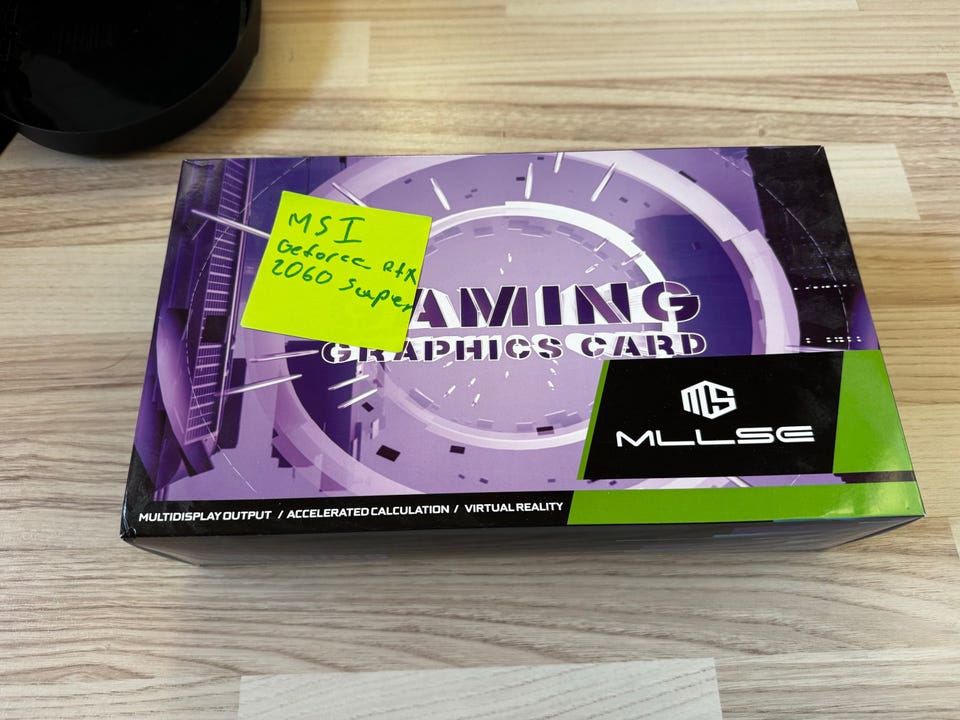 MSI
Geforce Rtx
2060 Super
AMING
GRAPHICS CARD
MLLSE
MULTIDISPLAY OUTPUT / ACCELERATED CALCULATION / VIRTUAL REALITY